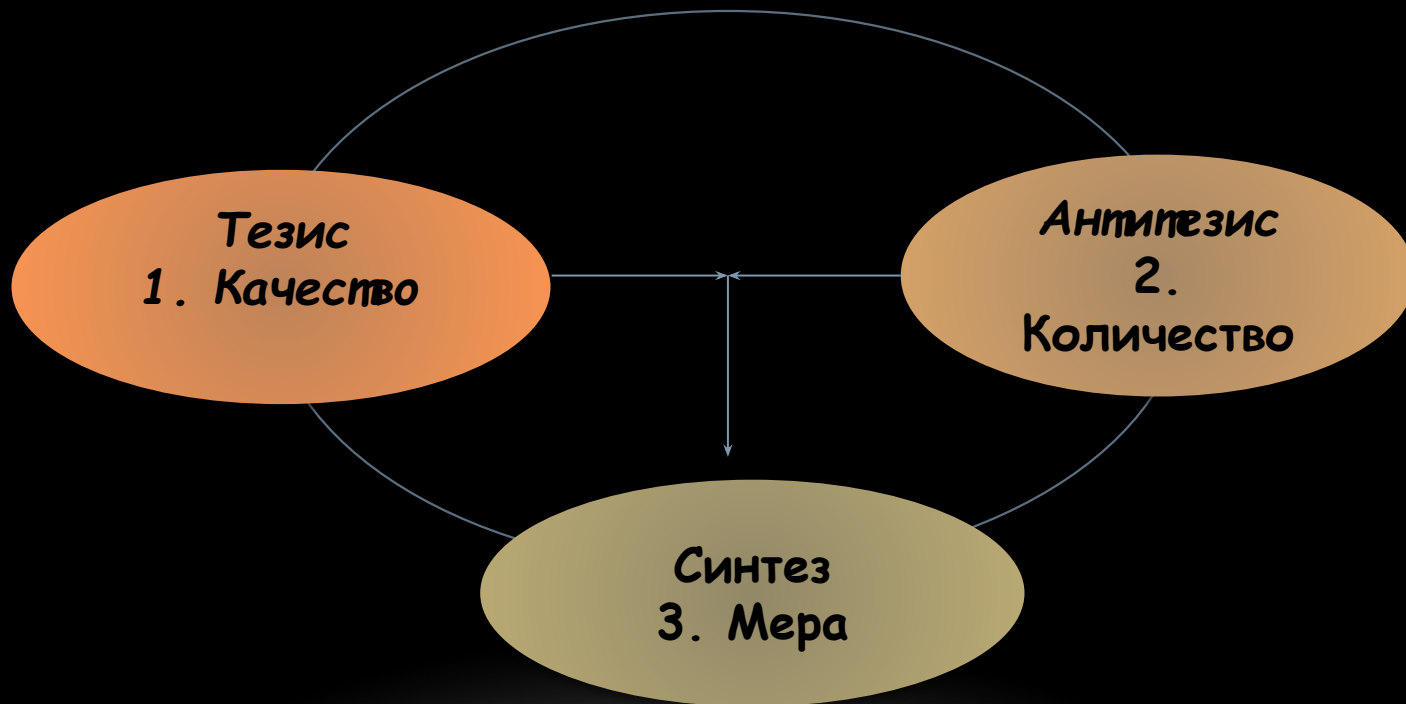 Тезис
1. Качество
Антитезис
2.
Количество
Синтез
3. Мера